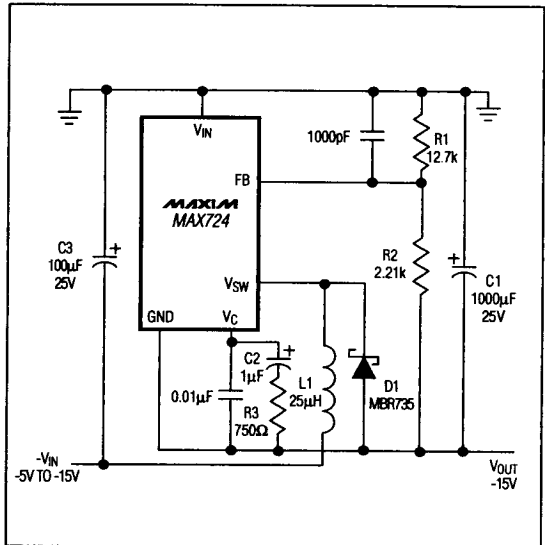 VIN
1000pF
R1
12.7k
FB
MAXIM
MAX724
C3
100µF
25V
R2
2.21k
C1
1000µF
25V
VSW
GND
VC
C2
1µF
0.01µF
R3
750Ω
L1
25µH
D1
MBR735
-VIN
-5V TO -15V
VOUT
-15V